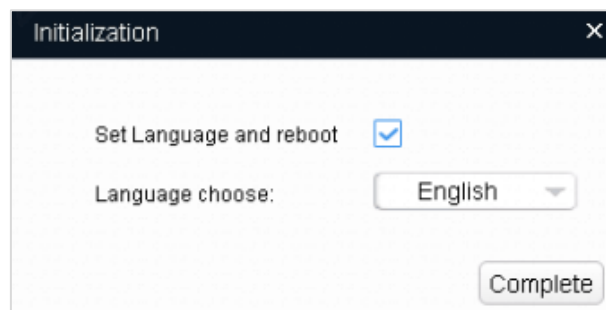 Initialization
Set Language and reboot
Language choose:
English
Complete